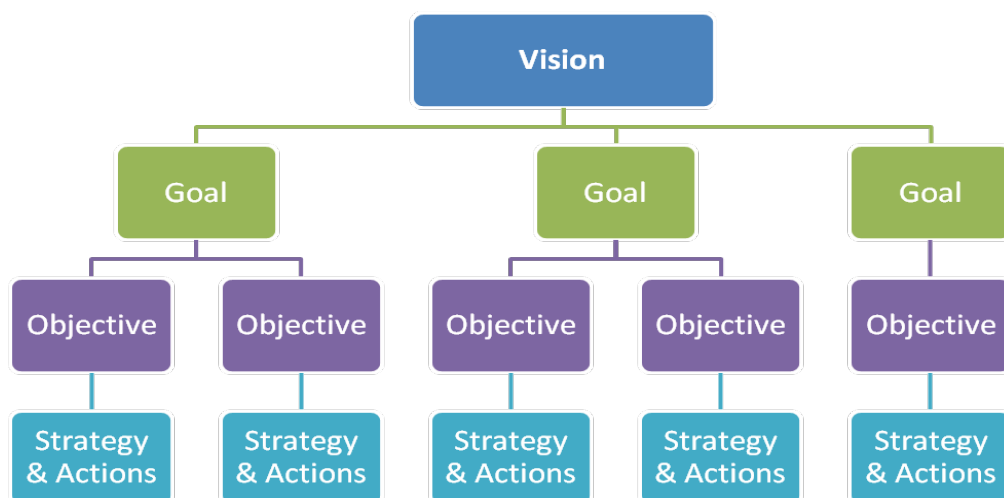 Vision
Goal
Goal
Goal
Objective
Objective
Objective
Objective
Objective
Strategy
& Actions
Strategy
& Actions
Strategy
& Actions
Strategy
& Actions
Strategy
& Actions